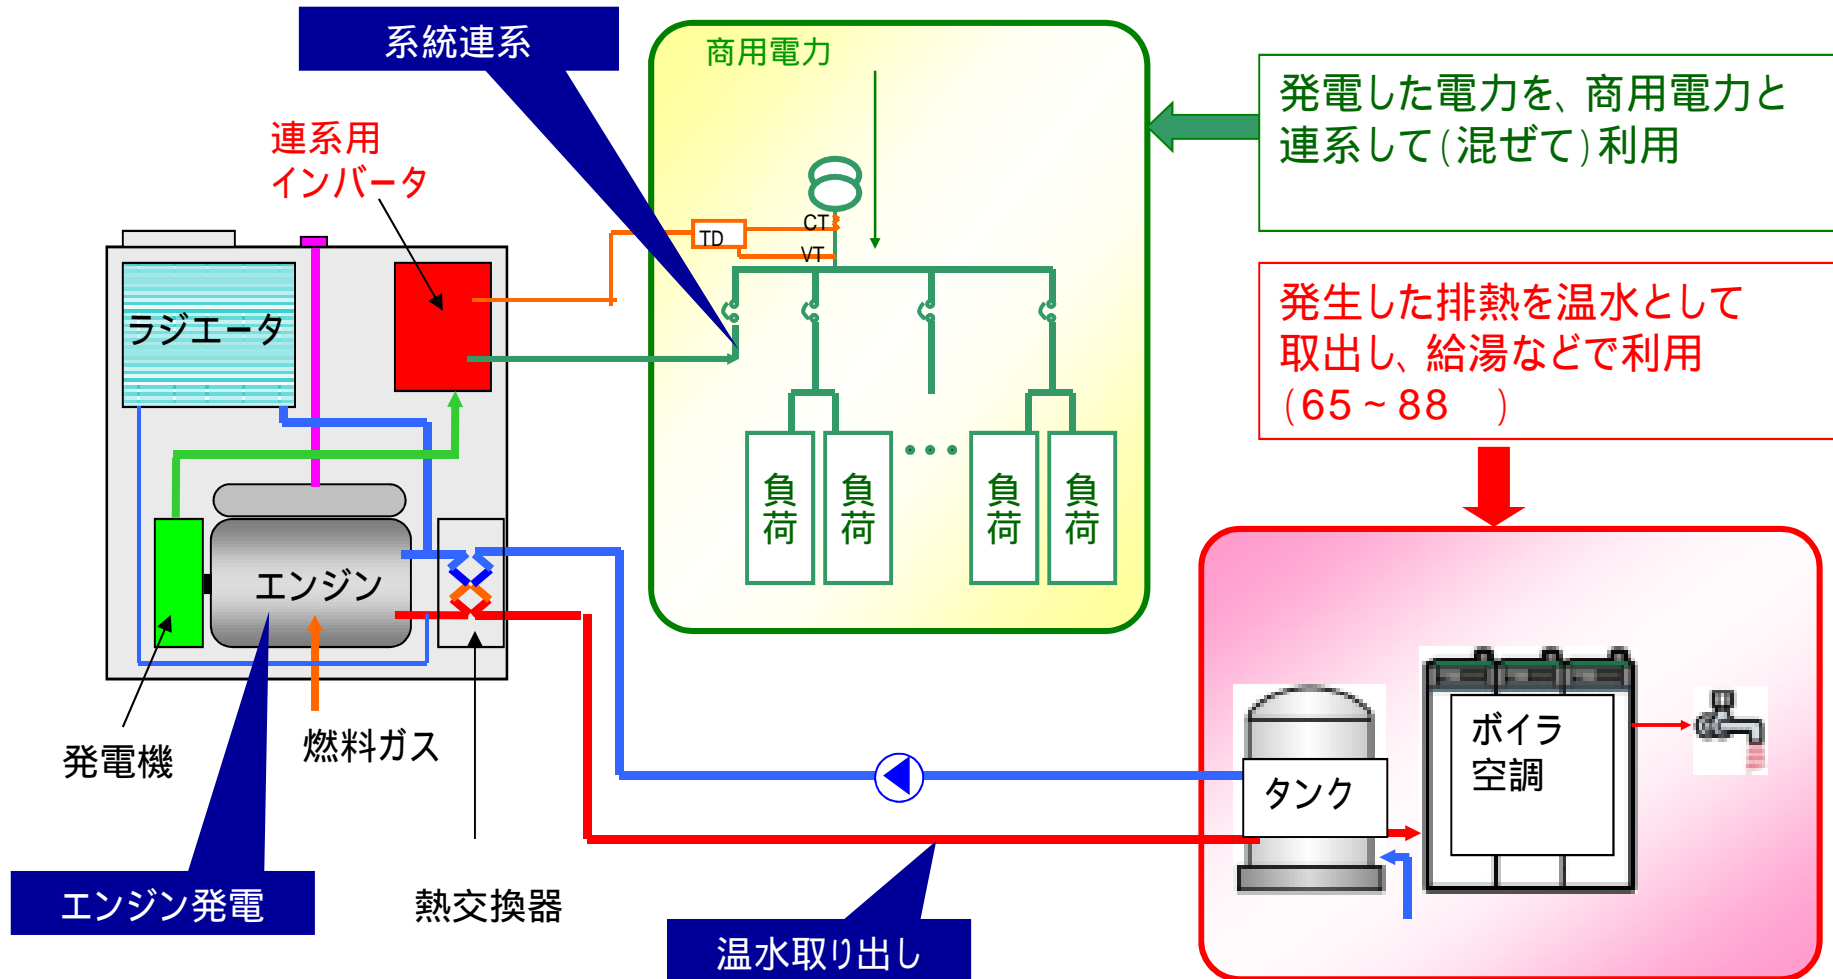 系統連系
商用電力
発電した電力を、商用電力と
連系して(混ぜて)利用
連系用
インバータ
CT
TD
VT
ラジエータ
発生した排熱を温水として
取出し、給湯などで利用
(65~88　)
負荷
負荷
負荷
負荷
エンジン
発電機
燃料ガス
タンク
ボイラ
空調
エンジン発電
熱交換器
温水取り出し